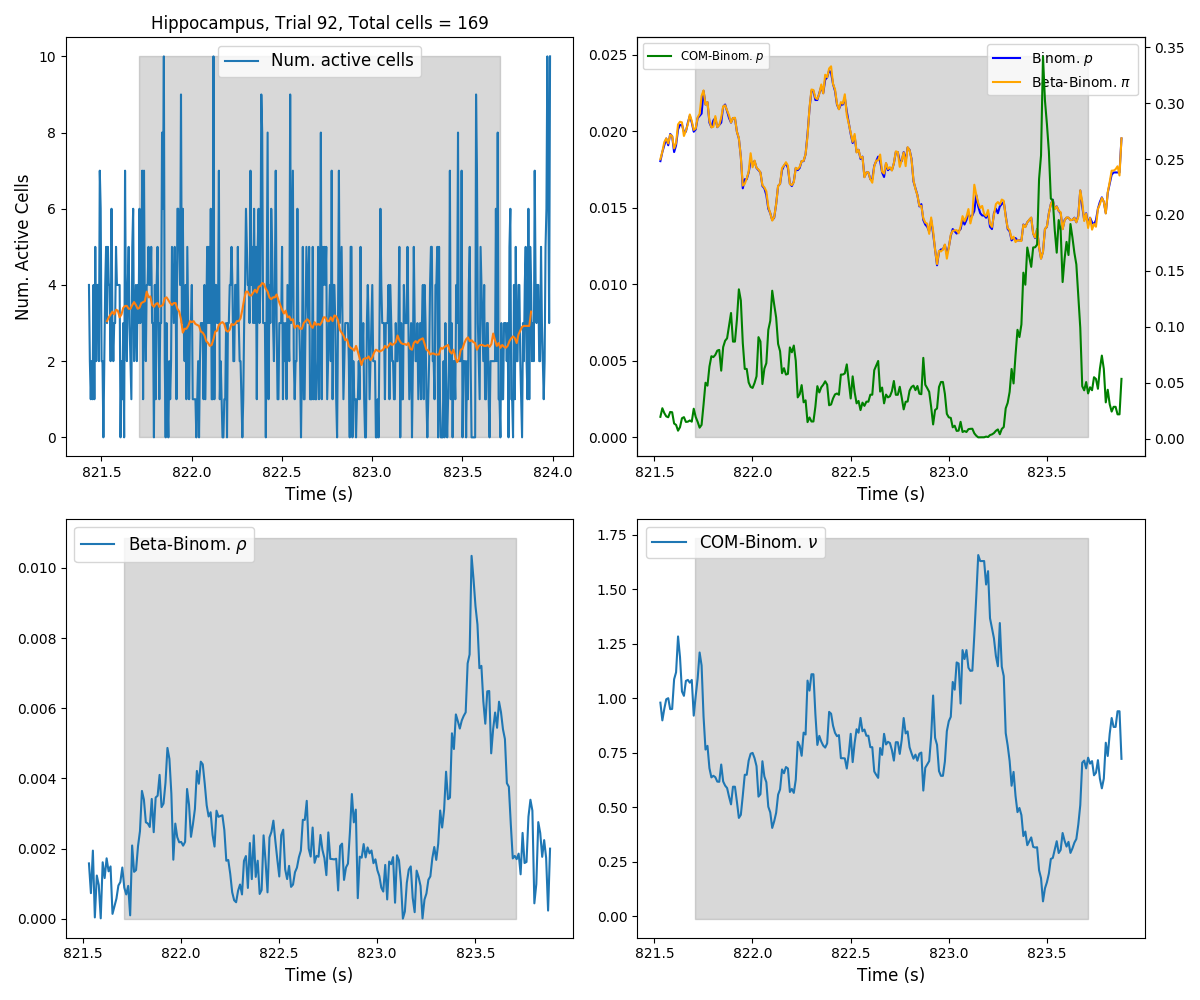 Hippocampus, Trial 92, Total cells = 169
Num. active cells
Num. Active Cells
10
8
6
4
2
0
821.5 822.0 822.5 823.0 823.5 824.0
Time (s)
COM-Binom. p
Binom. p
Beta-Binom. π
0.025
0.020
0.015
0.010
0.005
0.000
0.35
0.30
0.25
0.20
0.15
0.10
0.05
0.00
821.5 822.0 822.5 823.0 823.5
Time (s)
Beta-Binom. ρ
0.010
0.008
0.006
0.004
0.002
0.000
821.5 822.0 822.5 823.0 823.5
Time (s)
COM-Binom. ν
1.75
1.50
1.25
1.00
0.75
0.50
0.25
0.00
821.5 822.0 822.5 823.0 823.5
Time (s)